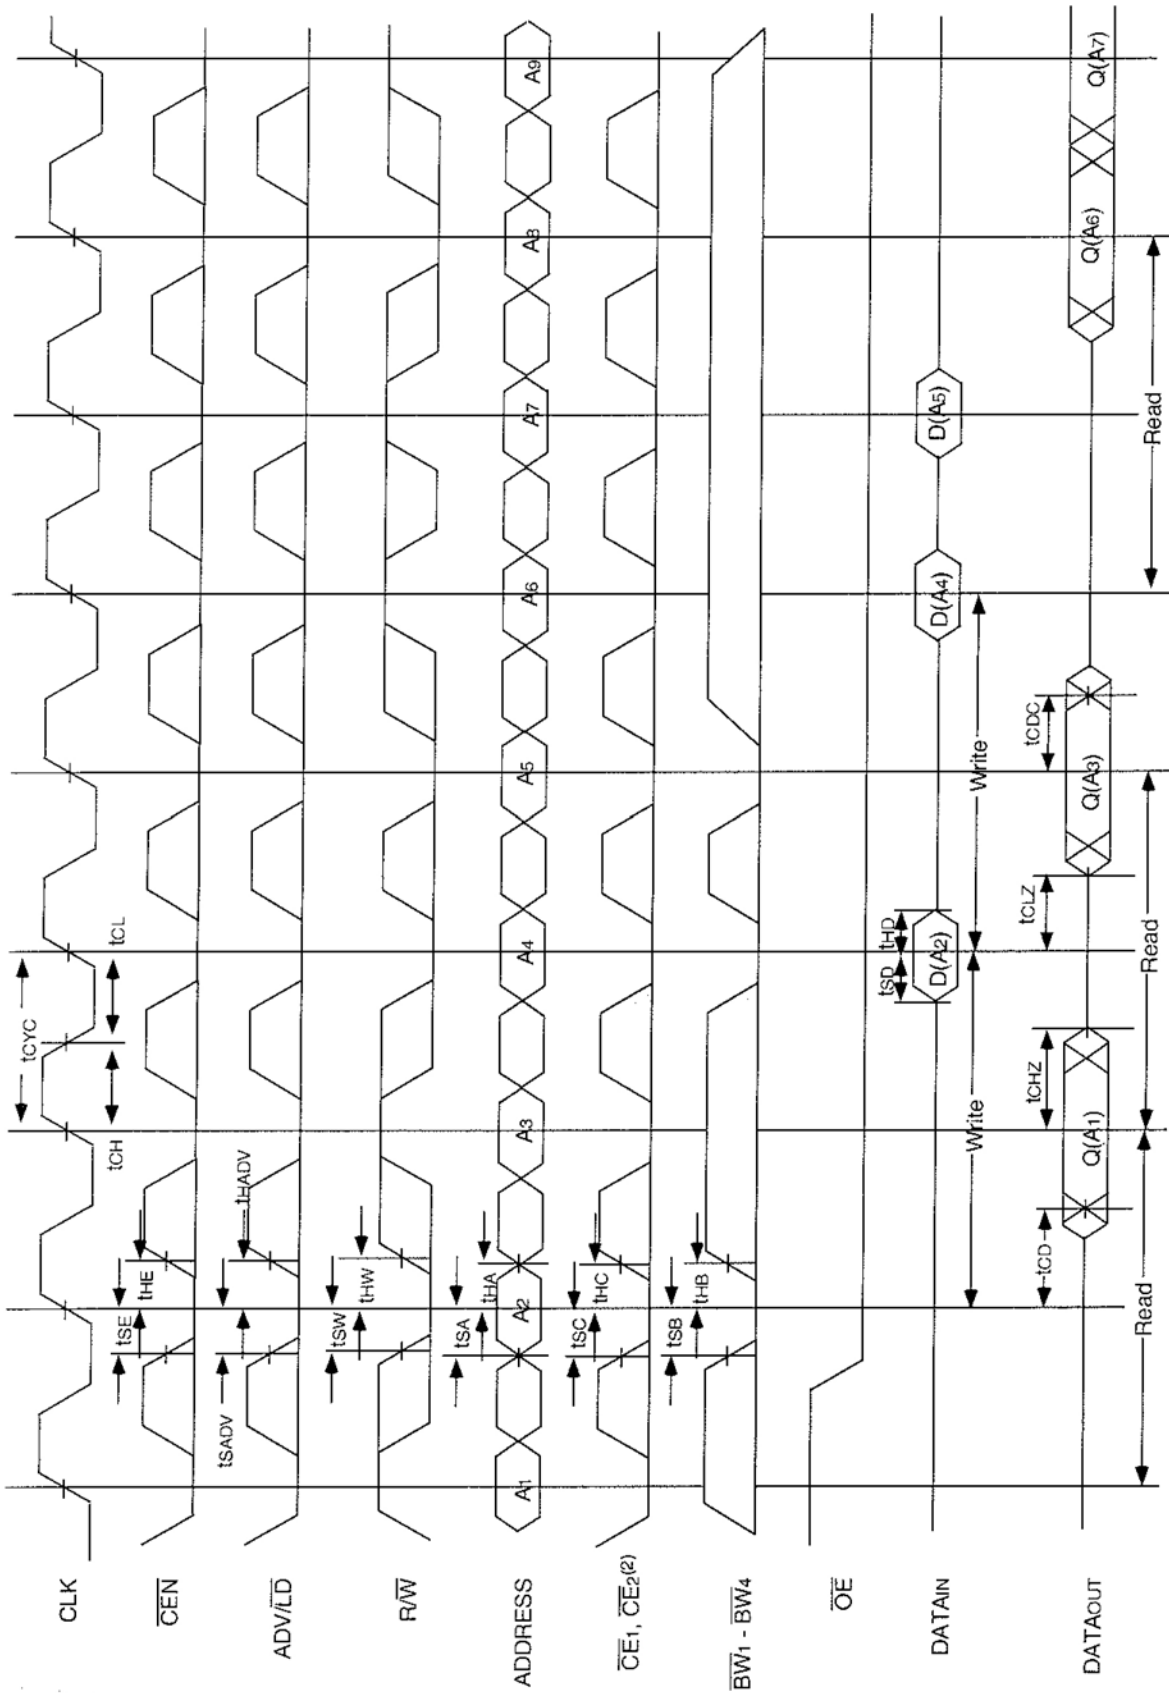 CLK
tCYC
tCH
tCL
CEN
tSE
tHE
ADV/LD
tSADV
tHADV
R/W
tSW
tHW
ADDRESS
tSA
tHA
A1
A2
A3
A4
A5
A6
A7
A8
A9
CE1, CE2(2)
tSC
tHC
BW1 - BW4
tSB
tHB
OE
DATAIN
tSD
tHD
D(A2)
D(A4)
D(A5)
Write
Write
DATAOUT
tCD
tCHZ
tCLZ
tCDC
Q(A1)
Q(A3)
Q(A6)
Q(A7)
Read
Read
Read